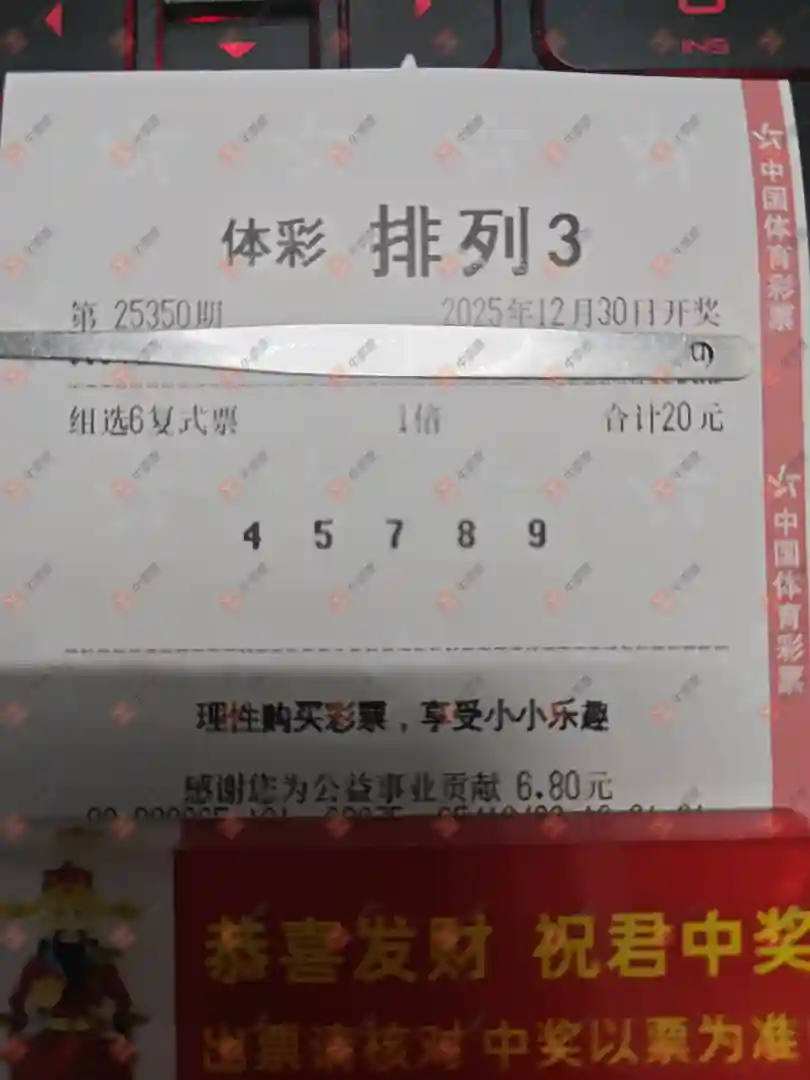 INS
体彩 排列3
第 25350期 2025年12月30日开奖
组选6复式票 1倍 合计20元
4 5 7 8 9
理性购买彩票，享受小小乐趣
感谢您为公益事业贡献 6.80元
恭喜发财 祝君中奖
出票请核对 中奖以票为准
中国体育彩票
中国体育彩票